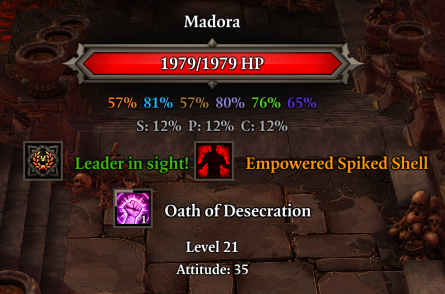 Madora
1979/1979 HP
57% 81% 57% 80% 76% 65%
S: 12% P: 12% C: 12%
Leader in sight! Empowered Spiked Shell
1 Oath of Desecration
Level 21
Attitude: 35